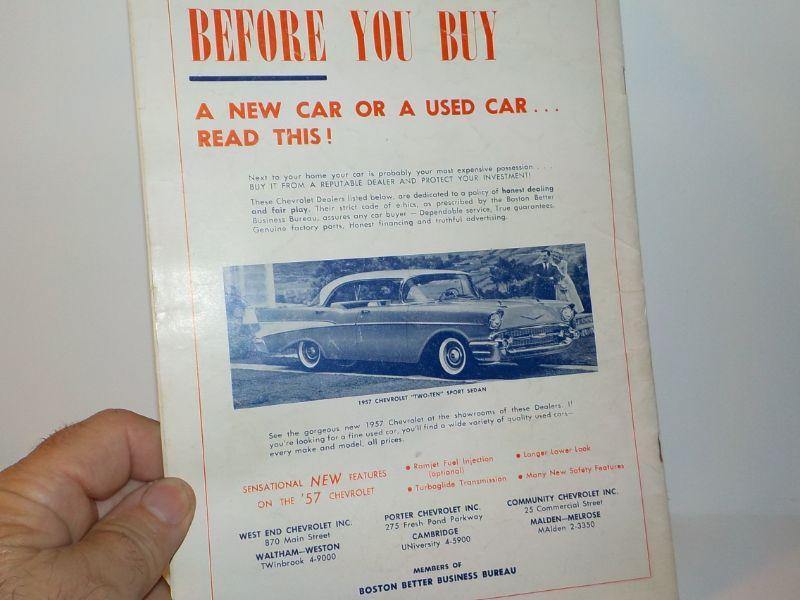 BEFORE YOU BUY
A NEW CAR OR A USED CAR...
READ THIS!
Next to your home your car is probably your most expensive possession....
BUY IT FROM A REPUTABLE DEALER AND PROTECT YOUR INVESTMENT!
These Chevrolet Dealers listed below, are dedicated to a policy of honest dealing
and fair play. Their strict code of ethics, as prescribed by the Boston Better
Business Bureau, assures any car buyer — Dependable service, True guarantees,
Genuine factory parts, Honest financing and truthful advertising.
1957 CHEVROLET "TWO-TEN" SPORT SEDAN
See the gorgeous new 1957 Chevrolet at the showrooms of these Dealers. If
you're looking for a fine used car, you'll find a wide variety of quality used cars—
every make and model, all prices.
SENSATIONAL NEW FEATURES
ON THE '57 CHEVROLET
• Ramjet Fuel Injection
(optional)
• Turboglide Transmission
• Longer Lower Look
• Many New Safety Features
WEST END CHEVROLET INC.
870 Main Street
WALTHAM—WESTON
TWinbrook 4-9000
PORTER CHEVROLET INC.
275 Fresh Pond Parkway
CAMBRIDGE
UNiversity 4-5900
COMMUNITY CHEVROLET INC.
25 Commercial Street
MALDEN—MELROSE
MAlden 2-3350
MEMBERS OF
BOSTON BETTER BUSINESS BUREAU